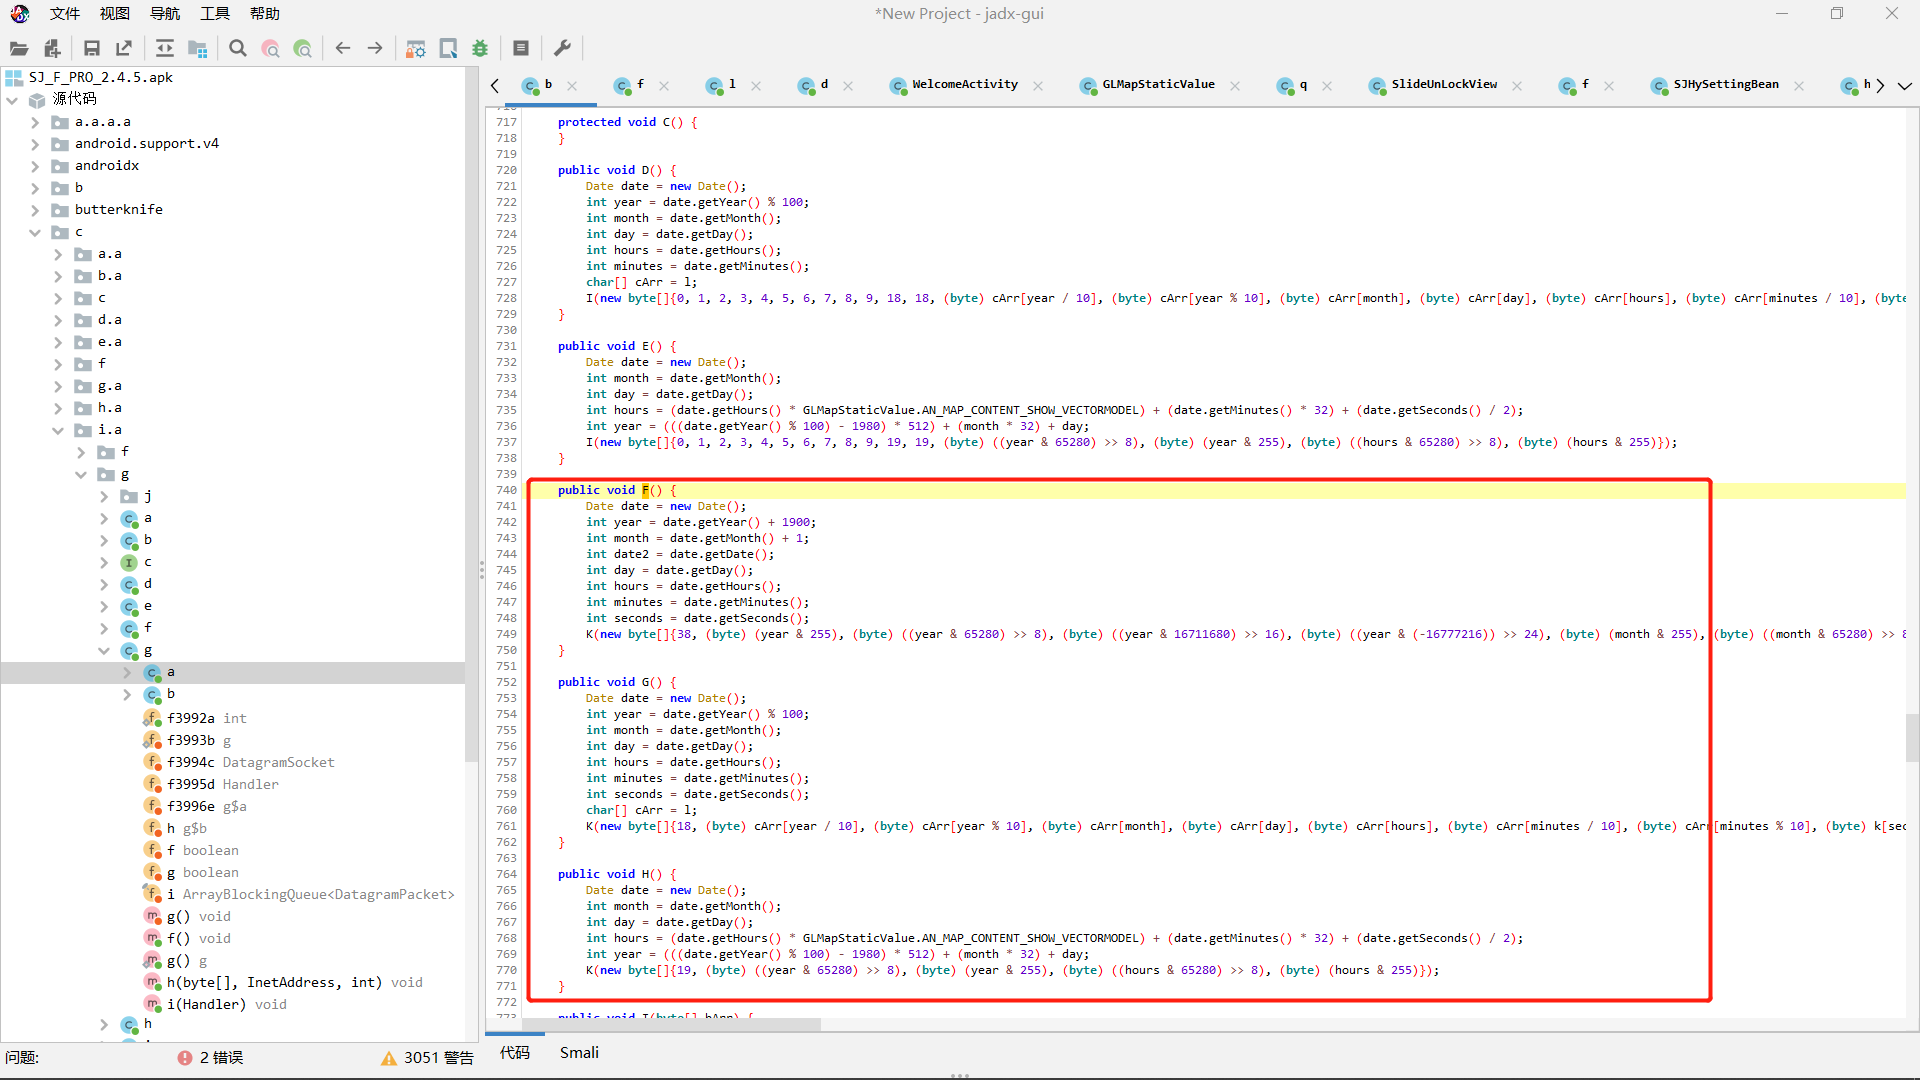 文件 视图 导航 工具 帮助
*New Project - jadx-gui
SJ_F_PRO_2.4.5.apk
源代码
a.a.a.a
android.support.v4
androidx
b
butterknife
c
a.a
b.a
c
d.a
e.a
f
g.a
h.a
i.a
f
g
j
a
b
c
d
e
f
g
a
b
f3992a int
f3993b g
f3994c DatagramSocket
f3995d Handler
f3996e g$a
h g$b
f boolean
g boolean
i ArrayBlockingQueue<DatagramPacket>
g() void
f() void
g() g
h(byte[], InetAddress, int) void
i(Handler) void
h
问题: 2 错误 3051 警告
b f l d WelcomeActivity GLMapStaticValue q SlideUnLockView f SJHySettingBean h
717 protected void C() {
718 }
719
720 public void D() {
721 Date date = new Date();
722 int year = date.getYear() % 100;
723 int month = date.getMonth();
724 int day = date.getDay();
725 int hours = date.getHours();
726 int minutes = date.getMinutes();
727 char[] cArr = l;
728 I(new byte[]{0, 1, 2, 3, 4, 5, 6, 7, 8, 9, 18, 18, (byte) cArr[year / 10], (byte) cArr[year % 10], (byte) cArr[month], (byte) cArr[day], (byte) cArr[hours], (byte) cArr[minutes / 10], (byte
729 }
730
731 public void E() {
732 Date date = new Date();
733 int month = date.getMonth();
734 int day = date.getDay();
735 int hours = (date.getHours() * GLMapStaticValue.AN_MAP_CONTENT_SHOW_VECTORMODEL) + (date.getMinutes() * 32) + (date.getSeconds() / 2);
736 int year = (((date.getYear() % 100) - 1980) * 512) + (month * 32) + day;
737 I(new byte[]{0, 1, 2, 3, 4, 5, 6, 7, 8, 9, 19, 19, (byte) ((year & 65280) >> 8), (byte) (year & 255), (byte) ((hours & 65280) >> 8), (byte) (hours & 255)});
738 }
739
740 public void F() {
741 Date date = new Date();
742 int year = date.getYear() + 1900;
743 int month = date.getMonth() + 1;
744 int date2 = date.getDate();
745 int day = date.getDay();
746 int hours = date.getHours();
747 int minutes = date.getMinutes();
748 int seconds = date.getSeconds();
749 K(new byte[]{38, (byte) (year & 255), (byte) ((year & 65280) >> 8), (byte) ((year & 16711680) >> 16), (byte) ((year & (-16777216)) >> 24), (byte) (month & 255), (byte) ((month & 65280) >> 8
750 }
751
752 public void G() {
753 Date date = new Date();
754 int year = date.getYear() % 100;
755 int month = date.getMonth();
756 int day = date.getDay();
757 int hours = date.getHours();
758 int minutes = date.getMinutes();
759 int seconds = date.getSeconds();
760 char[] cArr = l;
761 K(new byte[]{18, (byte) cArr[year / 10], (byte) cArr[year % 10], (byte) cArr[month], (byte) cArr[day], (byte) cArr[hours], (byte) cArr[minutes / 10], (byte) cArr[minutes % 10], (byte) k[sec
762 }
763
764 public void H() {
765 Date date = new Date();
766 int month = date.getMonth();
767 int day = date.getDay();
768 int hours = (date.getHours() * GLMapStaticValue.AN_MAP_CONTENT_SHOW_VECTORMODEL) + (date.getMinutes() * 32) + (date.getSeconds() / 2);
769 int year = (((date.getYear() % 100) - 1980) * 512) + (month * 32) + day;
770 K(new byte[]{19, (byte) ((year & 65280) >> 8), (byte) (year & 255), (byte) ((hours & 65280) >> 8), (byte) (hours & 255)});
771 }
772
773 public void I(byte[] bArr) {
代码 Smali